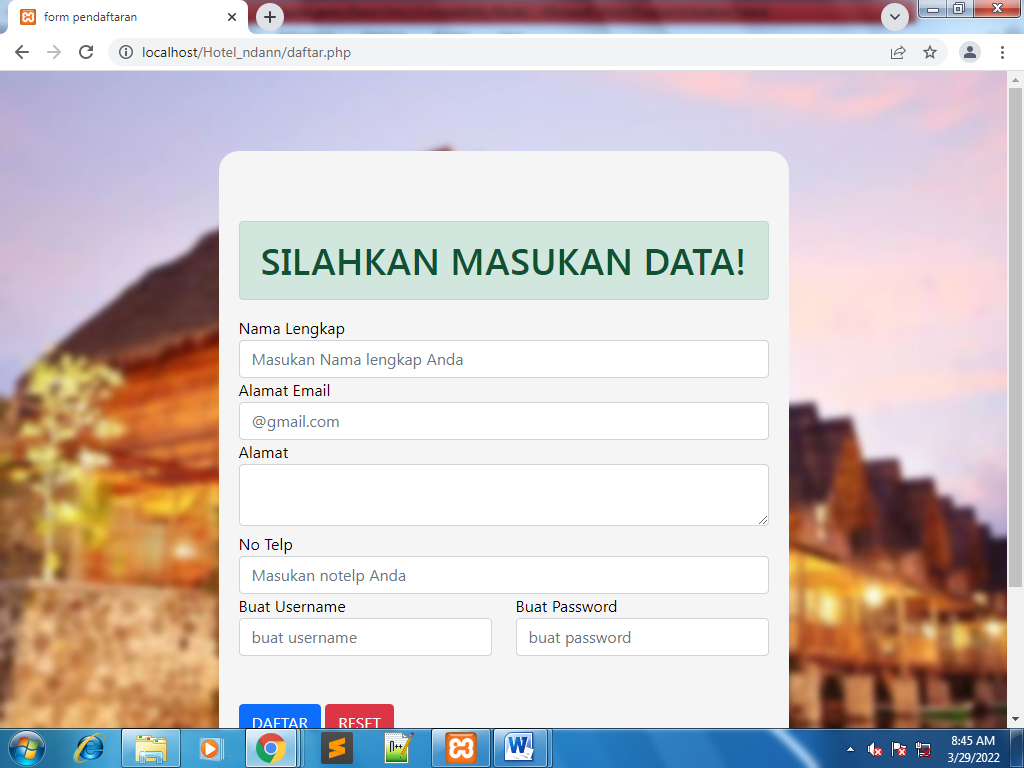 form pendaftaran
localhost/Hotel_ndann/daftar.php
SILAHKAN MASUKAN DATA!
Nama Lengkap
Masukan Nama lengkap Anda
Alamat Email
@gmail.com
Alamat
No Telp
Masukan notelp Anda
Buat Username Buat Password
buat username buat password
DAFTAR RESET
8:45 AM
3/29/2022